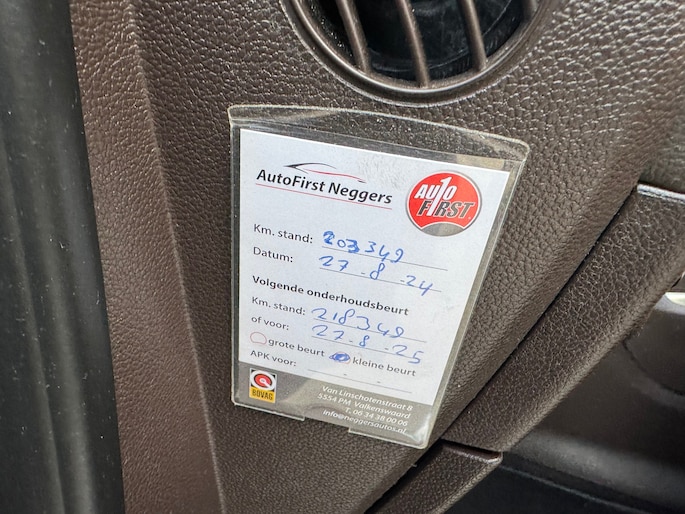 AutoFirst Neggers
AUTO FIRST
Km. stand: 203349
Datum: 27-8-24
Volgende onderhoudsbeurt
Km. stand: 218349
of voor: 27-8-25
grote beurt kleine beurt
APK voor:
BOVAG
Van Linschotenstraat 8
5554 PM Valkenswaard
T. 06 34 38 00 06
info@neggersautos.nl